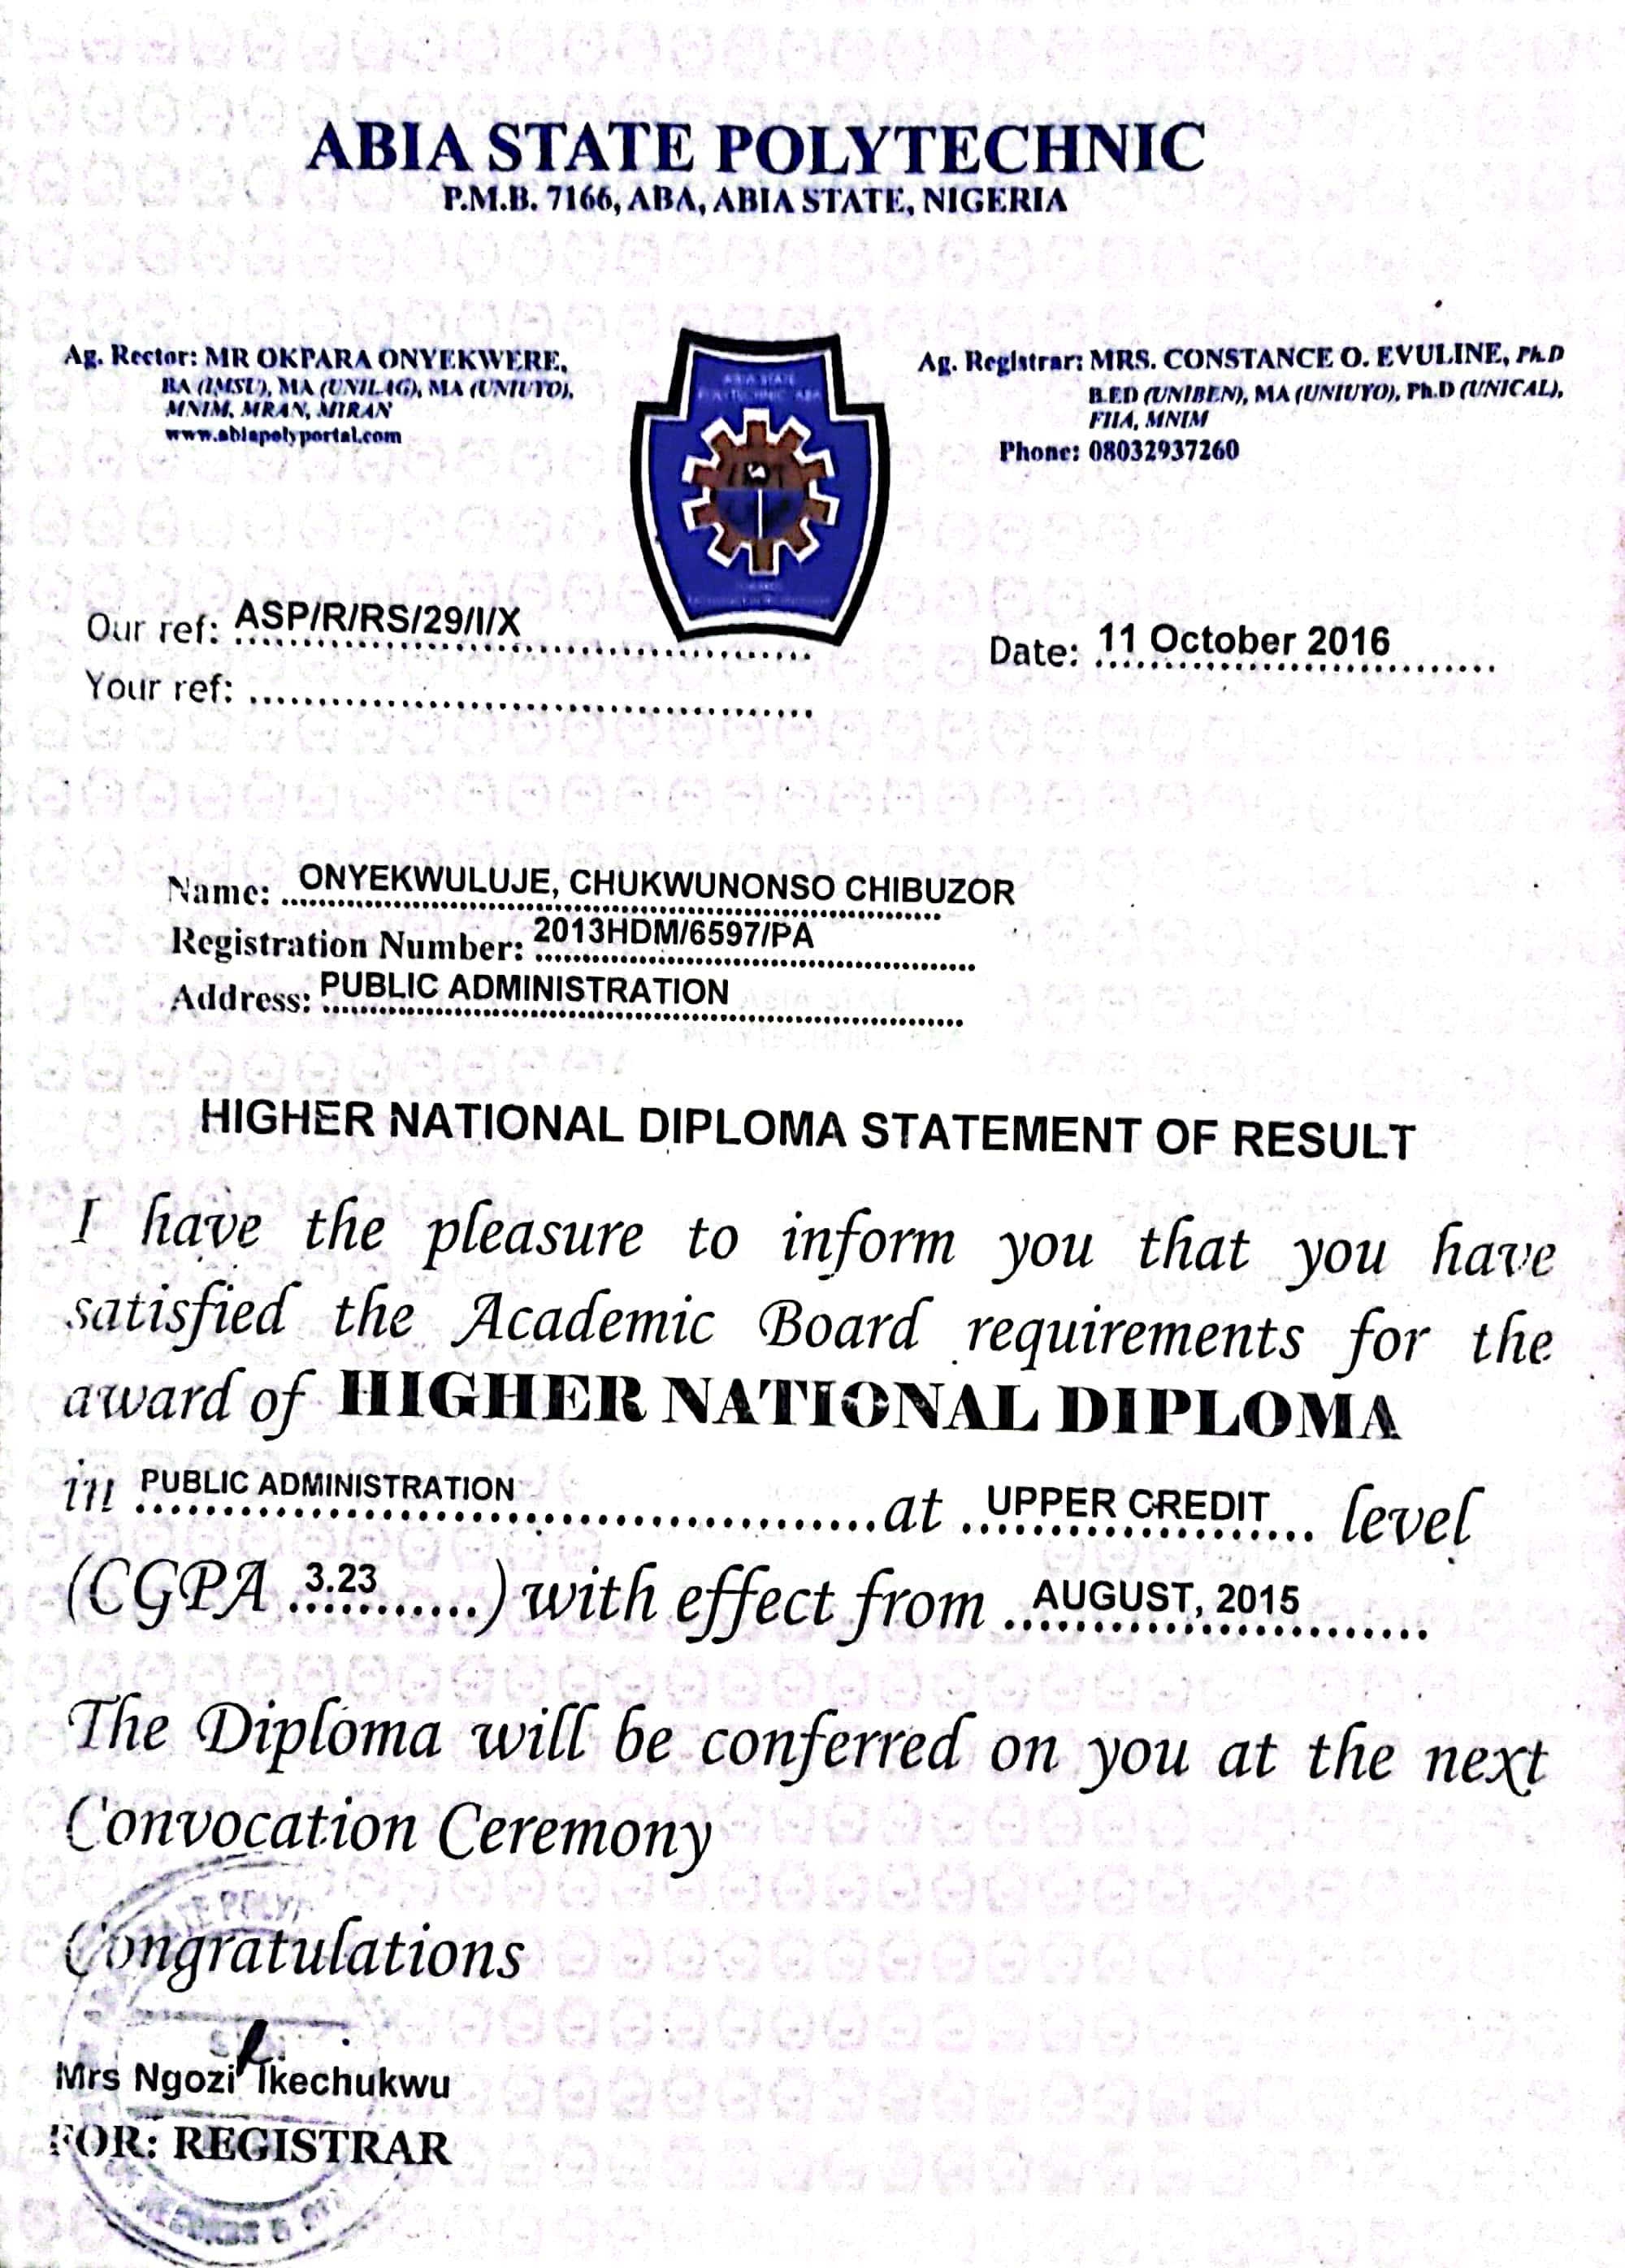 ABIA STATE POLYTECHNIC
P.M.B. 7166, ABA, ABIA STATE, NIGERIA
Ag. Rector: MR OKPARA ONYEKWERE,
BA (IMSU), MA (UNILAG), MA (UNIUYO),
MNIM, MRAN, MIRAN
www.abiapolyportal.com
Ag. Registrar: MRS. CONSTANCE O. EVULINE, Ph.D
B.ED (UNIBEN), MA (UNIUYO), Ph.D (UNICAL),
FIIA, MNIM
Phone: 08032937260
ABIA STATE
POLYTECHNIC ABA
Our ref: ASP/R/RS/29/I/X
Your ref:
Date: 11 October 2016
Name: ONYEKWULUJE, CHUKWUNONSO CHIBUZOR
Registration Number: 2013HDM/6597/PA
Address: PUBLIC ADMINISTRATION
HIGHER NATIONAL DIPLOMA STATEMENT OF RESULT
I have the pleasure to inform you that you have
satisfied the Academic Board requirements for the
award of HIGHER NATIONAL DIPLOMA
in PUBLIC ADMINISTRATION at UPPER CREDIT level
(CGPA 3.23) with effect from AUGUST, 2015
The Diploma will be conferred on you at the next
Convocation Ceremony
Congratulations
Mrs Ngozi Ikechukwu
FOR: REGISTRAR